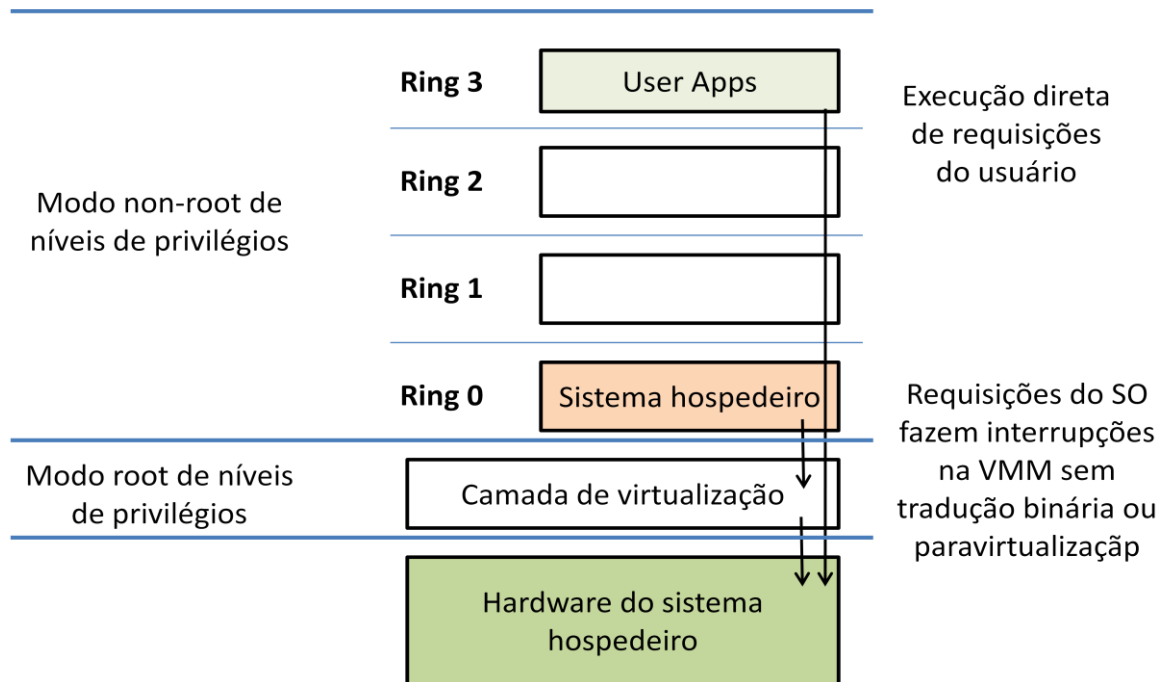 Ring 3
User Apps
Execução direta
de requisições
do usuário
Ring 2
Modo non-root de
níveis de privilégios
Ring 1
Ring 0
Sistema hospedeiro
Requisições do SO
fazem interrupções
na VMM sem
tradução binária ou
paravirtualizaçãp
Modo root de níveis
de privilégios
Camada de virtualização
Hardware do sistema
hospedeiro